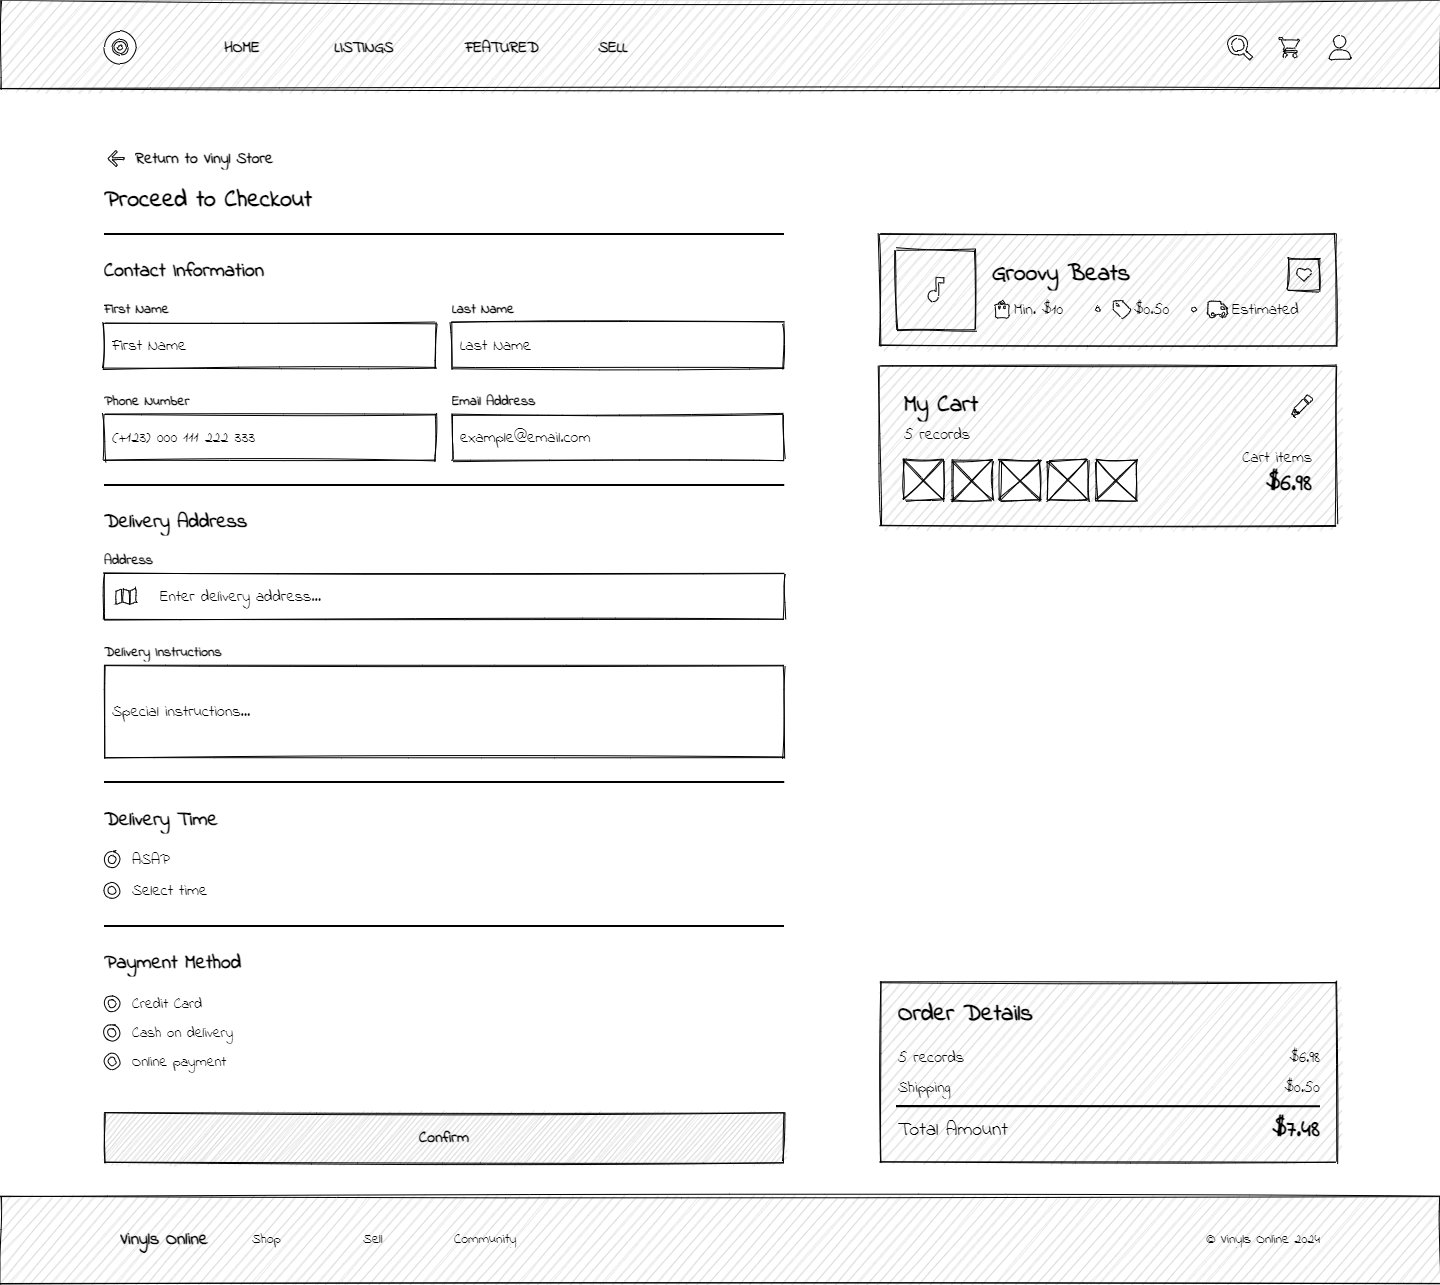 HOME LISTINGS FEATURED SELL
Return to Vinyl Store
Proceed to Checkout
Contact Information
First Name Last Name
First Name Last Name
Phone Number Email Address
(+123) 000 111 222 333 example@email.com
Delivery Address
Address
Enter delivery address...
Delivery Instructions
Special instructions...
Delivery Time
ASAP
Select time
Payment Method
Credit Card
Cash on delivery
Online payment
Confirm
Groovy Beats
Min. $10 $0.50 Estimated
My Cart
5 records
Cart items
$6.98
Order Details
5 records $6.98
Shipping $0.50
Total Amount $7.48
Vinyls Online Shop Sell Community © Vinyls Online 2024